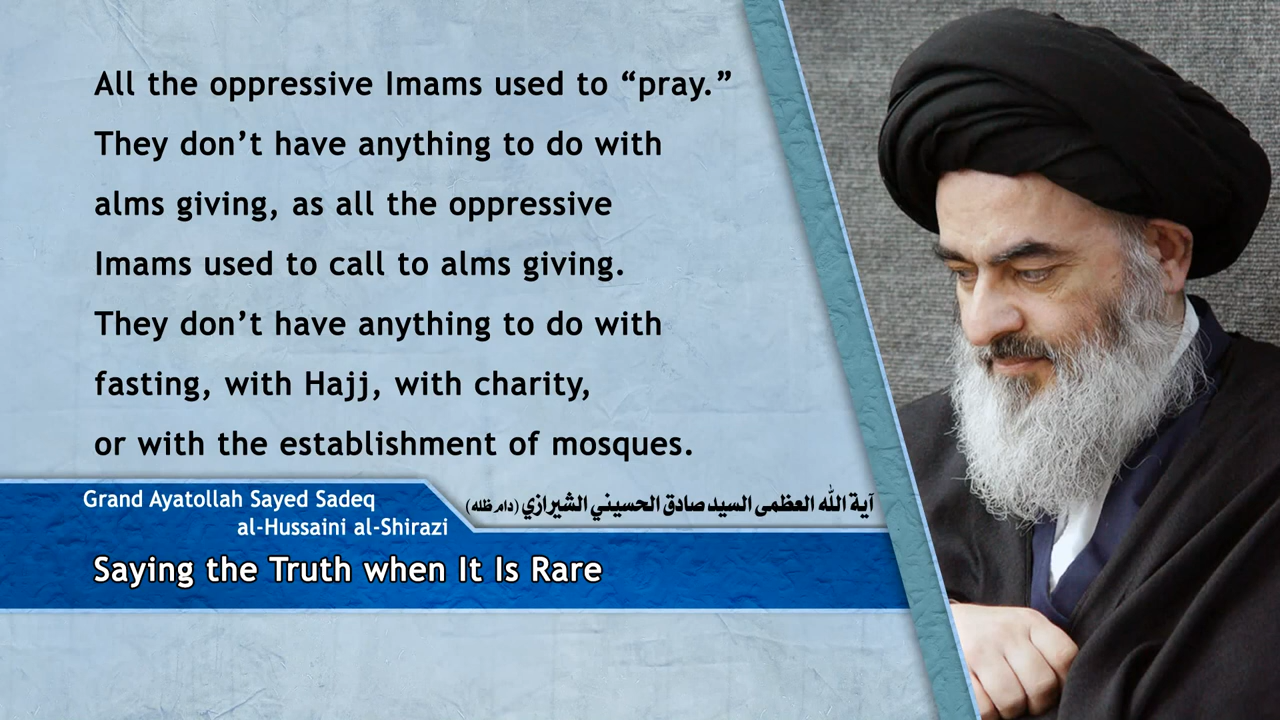 All the oppressive Imams used to “pray.”
They don’t have anything to do with
alms giving, as all the oppressive
Imams used to call to alms giving.
They don’t have anything to do with
fasting, with Hajj, with charity,
or with the establishment of mosques.
Grand Ayatollah Sayed Sadeq
al-Hussaini al-Shirazi
آية الله العظمى السيد صادق الحسيني الشيرازي (دام ظله)
Saying the Truth when It Is Rare